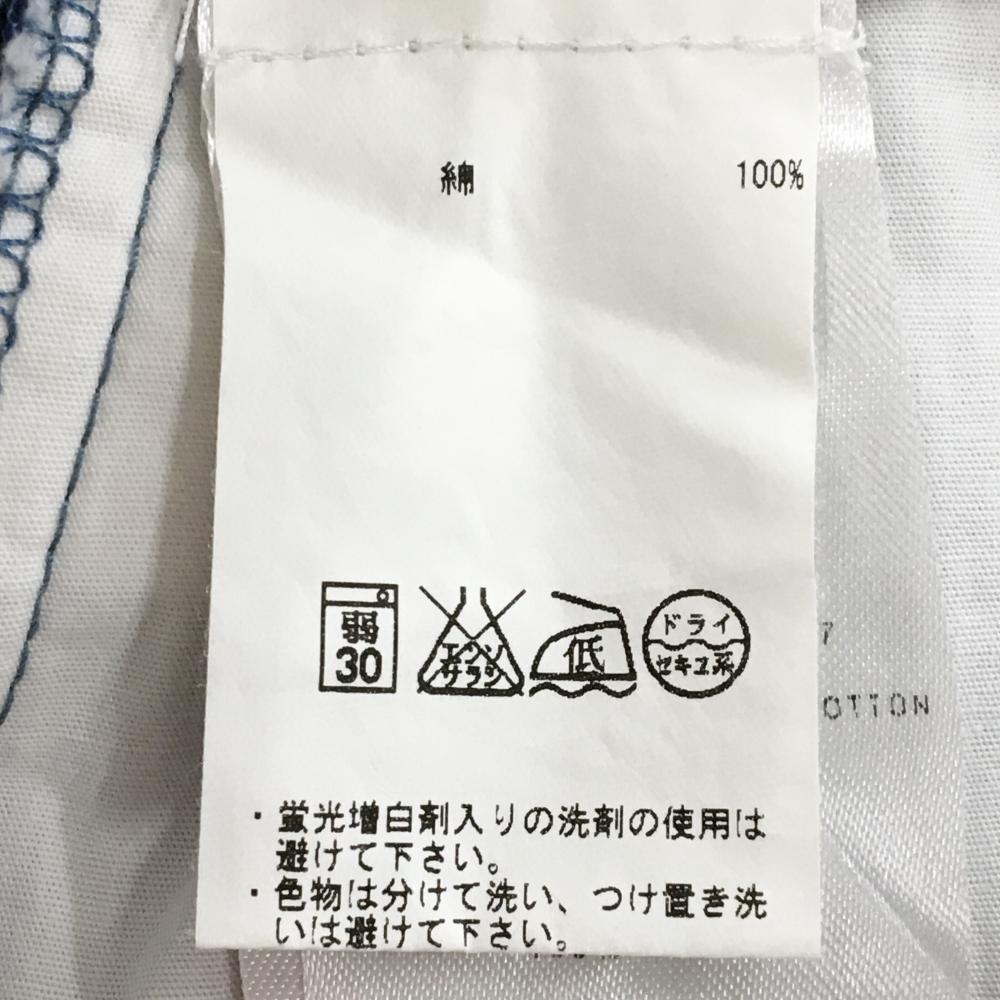 綿 100%
弱
30
エンソ
サラシ
低
ドライ
セキユ系
7
OTTON
・蛍光増白剤入りの洗剤の使用は
避けて下さい。
・色物は分けて洗い、つけ置き洗
いは避けて下さい。